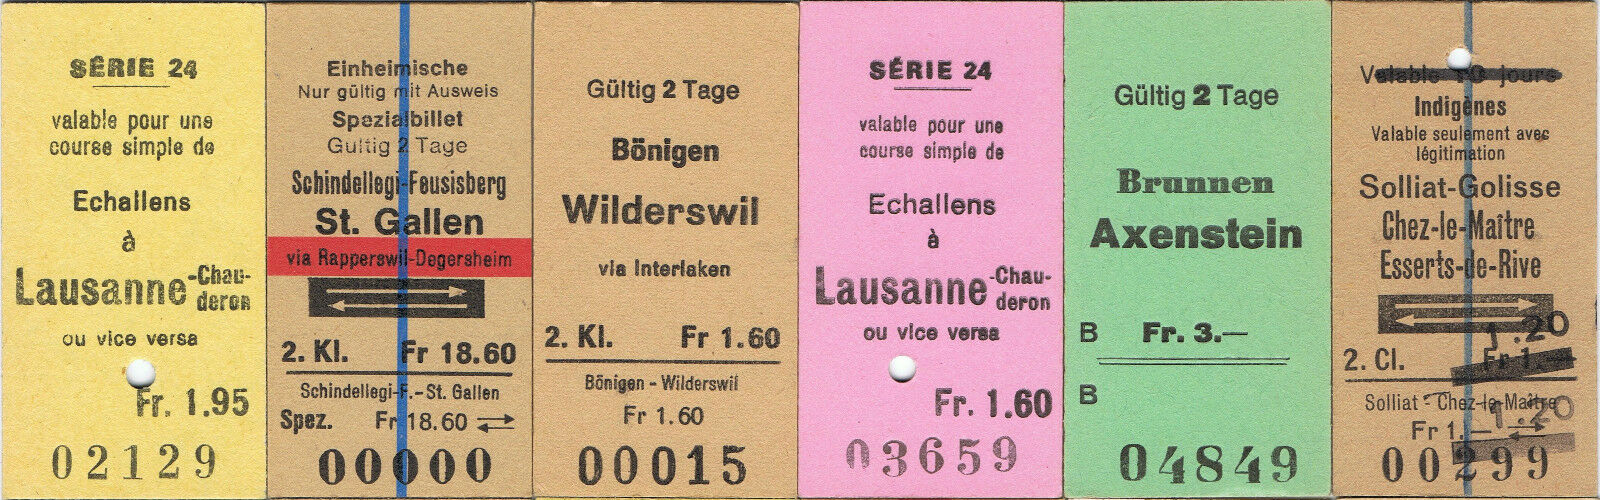 SÉRIE 24
valable pour une
course simple de
Echallens
à
Lausanne-Chau-
deron
ou vice versa
Fr. 1.95
02129
Einheimische
Nur gültig mit Ausweis
Spezialbillet
Gültig 2 Tage
Schindellegi-Feusisberg
St. Gallen
via Rapperswil-Degersheim
2. Kl. Fr 18.60
Schindellegi-F.-St. Gallen
Spez. Fr 18.60
00000
Gültig 2 Tage
Bönigen
Wilderswil
via Interlaken
2. Kl. Fr 1.60
Bönigen - Wilderswil
Fr 1.60
00015
SÉRIE 24
valable pour une
course simple de
Echallens
à
Lausanne-Chau-
deron
ou vice versa
Fr. 1.60
03659
Gültig 2 Tage
Brunnen
Axenstein
B Fr. 3.—
B
04849
Valable 10 jours
Indigènes
Valable seulement avec
légitimation
Solliat-Golisse
Chez-le-Maître
Esserts-de-Rive
1.20
2. Cl. Fr 1.—
Solliat - Chez-le-Maître
1.20
Fr 1.—
00299